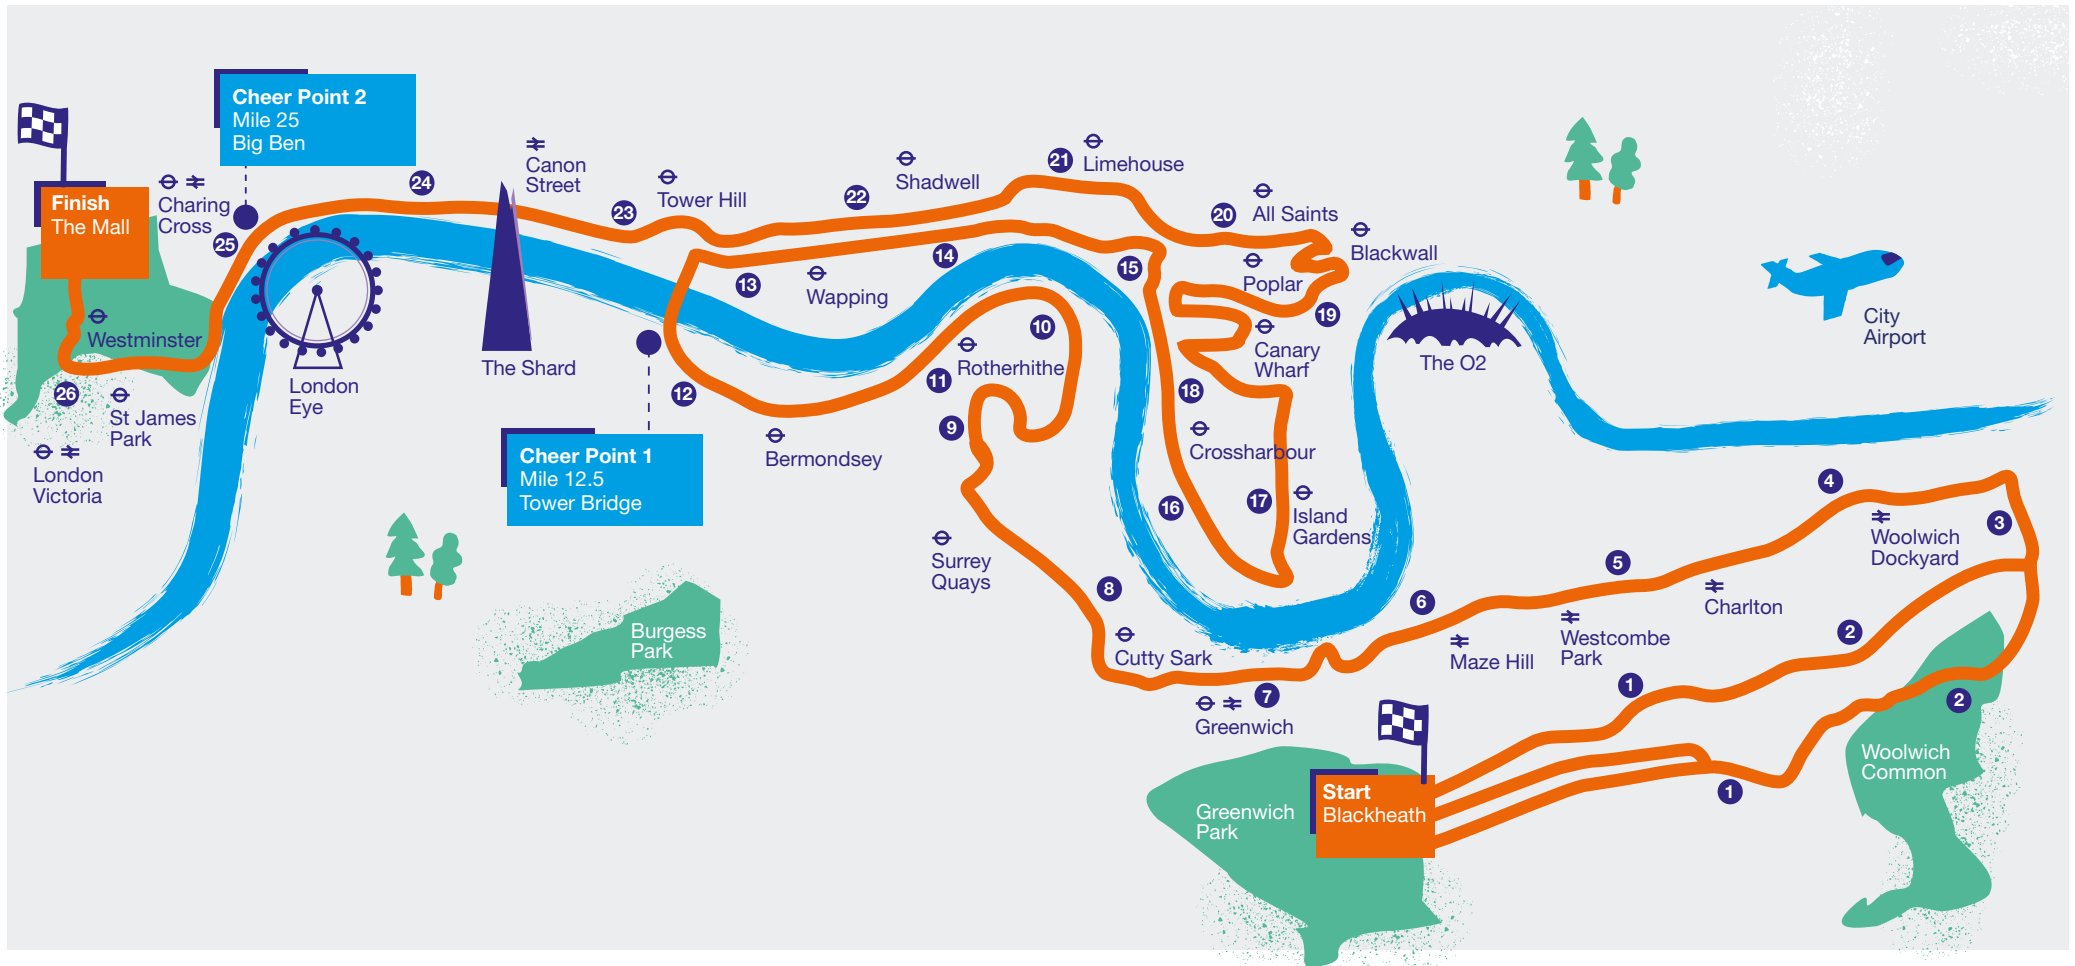 Cheer Point 2
Mile 25
Big Ben
Finish
The Mall
Charing
Cross
25
24
Canon
Street
23
Tower Hill
22
Shadwell
21
Limehouse
20
All Saints
Blackwall
Poplar
19
13
Wapping
14
15
Westminster
26
St James
Park
London
Victoria
London
Eye
The Shard
12
Bermondsey
Cheer Point 1
Mile 12.5
Tower Bridge
10
Rotherhithe
11
9
Canary
Wharf
18
Crossharbour
16
17
Island
Gardens
The O2
City
Airport
Surrey
Quays
8
Cutty Sark
7
Greenwich
6
Maze Hill
5
Westcombe
Park
Charlton
4
Woolwich
Dockyard
3
2
1
2
1
Burgess
Park
Woolwich
Common
Greenwich
Park
Start
Blackheath